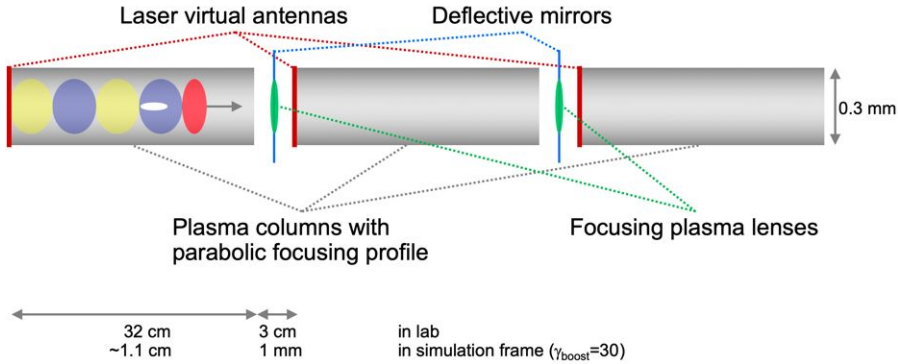 Laser virtual antennas
Deflective mirrors
0.3 mm
Plasma columns with
parabolic focusing profile
Focusing plasma lenses
32 cm 3 cm in lab
~1.1 cm 1 mm in simulation frame (γboost=30)